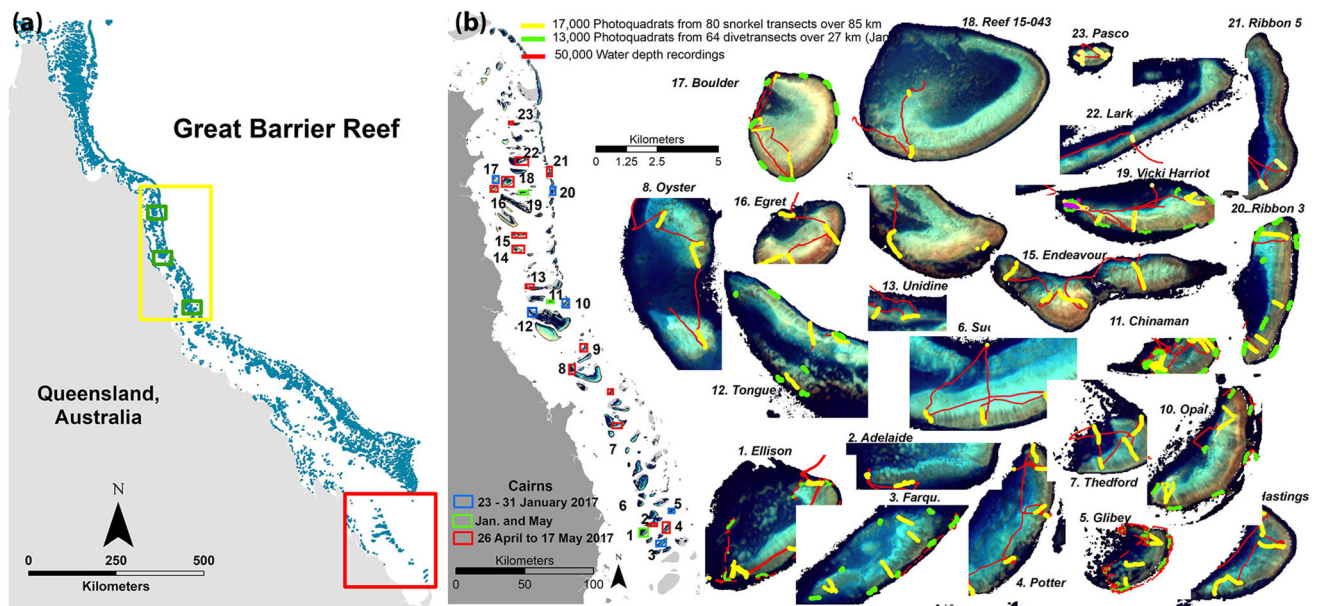 (a)
Great Barrier Reef
Queensland,
Australia
N
0 250 500
Kilometers
(b)
17,000 Photoquadrats from 80 snorkel transects over 85 km
13,000 Photoquadrats from 64 divetransects over 27 km (Jan
50,000 Water depth recordings
Kilometers
0 1.25 2.5 5
23
22
21
17
18
20
16
19
15
14
13
11
10
12
9
8
7
6
5
2
4
1
3
Cairns
23 - 31 January 2017
Jan. and May
26 April to 17 May 2017
Kilometers
0 50 100
N
18. Reef 15-043
21. Ribbon 5
23. Pasco
17. Boulder
22. Lark
19. Vicki Harriot
8. Oyster
16. Egret
20. Ribbon 3
15. Endeavour
13. Unidine
11. Chinaman
6. Suc
12. Tongue
10. Opal
2. Adelaide
1. Ellison
7. Thedford
3. Farqu.
5. Glibey
Hastings
4. Potter